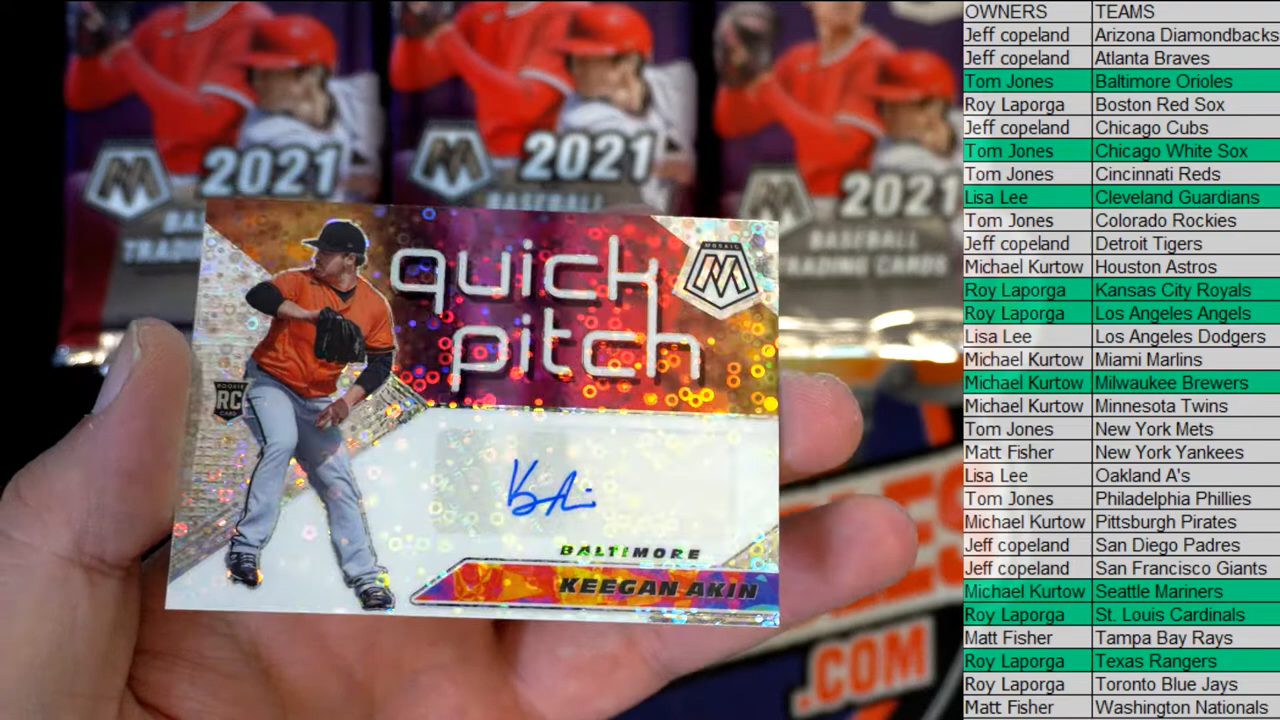 2021
2021
2021
BASEBALL
BASEBALL
TRADING CARDS
MOSAIC
M
quick
pitch
ROOKIE
RC
CARD
BALTIMORE
KEEGAN AKIN
.COM
OWNERS TEAMS
Jeff copeland Arizona Diamondbacks
Jeff copeland Atlanta Braves
Tom Jones Baltimore Orioles
Roy Laporga Boston Red Sox
Jeff copeland Chicago Cubs
Tom Jones Chicago White Sox
Tom Jones Cincinnati Reds
Lisa Lee Cleveland Guardians
Tom Jones Colorado Rockies
Jeff copeland Detroit Tigers
Michael Kurtow Houston Astros
Roy Laporga Kansas City Royals
Roy Laporga Los Angeles Angels
Lisa Lee Los Angeles Dodgers
Michael Kurtow Miami Marlins
Michael Kurtow Milwaukee Brewers
Michael Kurtow Minnesota Twins
Tom Jones New York Mets
Matt Fisher New York Yankees
Lisa Lee Oakland A's
Tom Jones Philadelphia Phillies
Michael Kurtow Pittsburgh Pirates
Jeff copeland San Diego Padres
Jeff copeland San Francisco Giants
Michael Kurtow Seattle Mariners
Roy Laporga St. Louis Cardinals
Matt Fisher Tampa Bay Rays
Roy Laporga Texas Rangers
Roy Laporga Toronto Blue Jays
Matt Fisher Washington Nationals